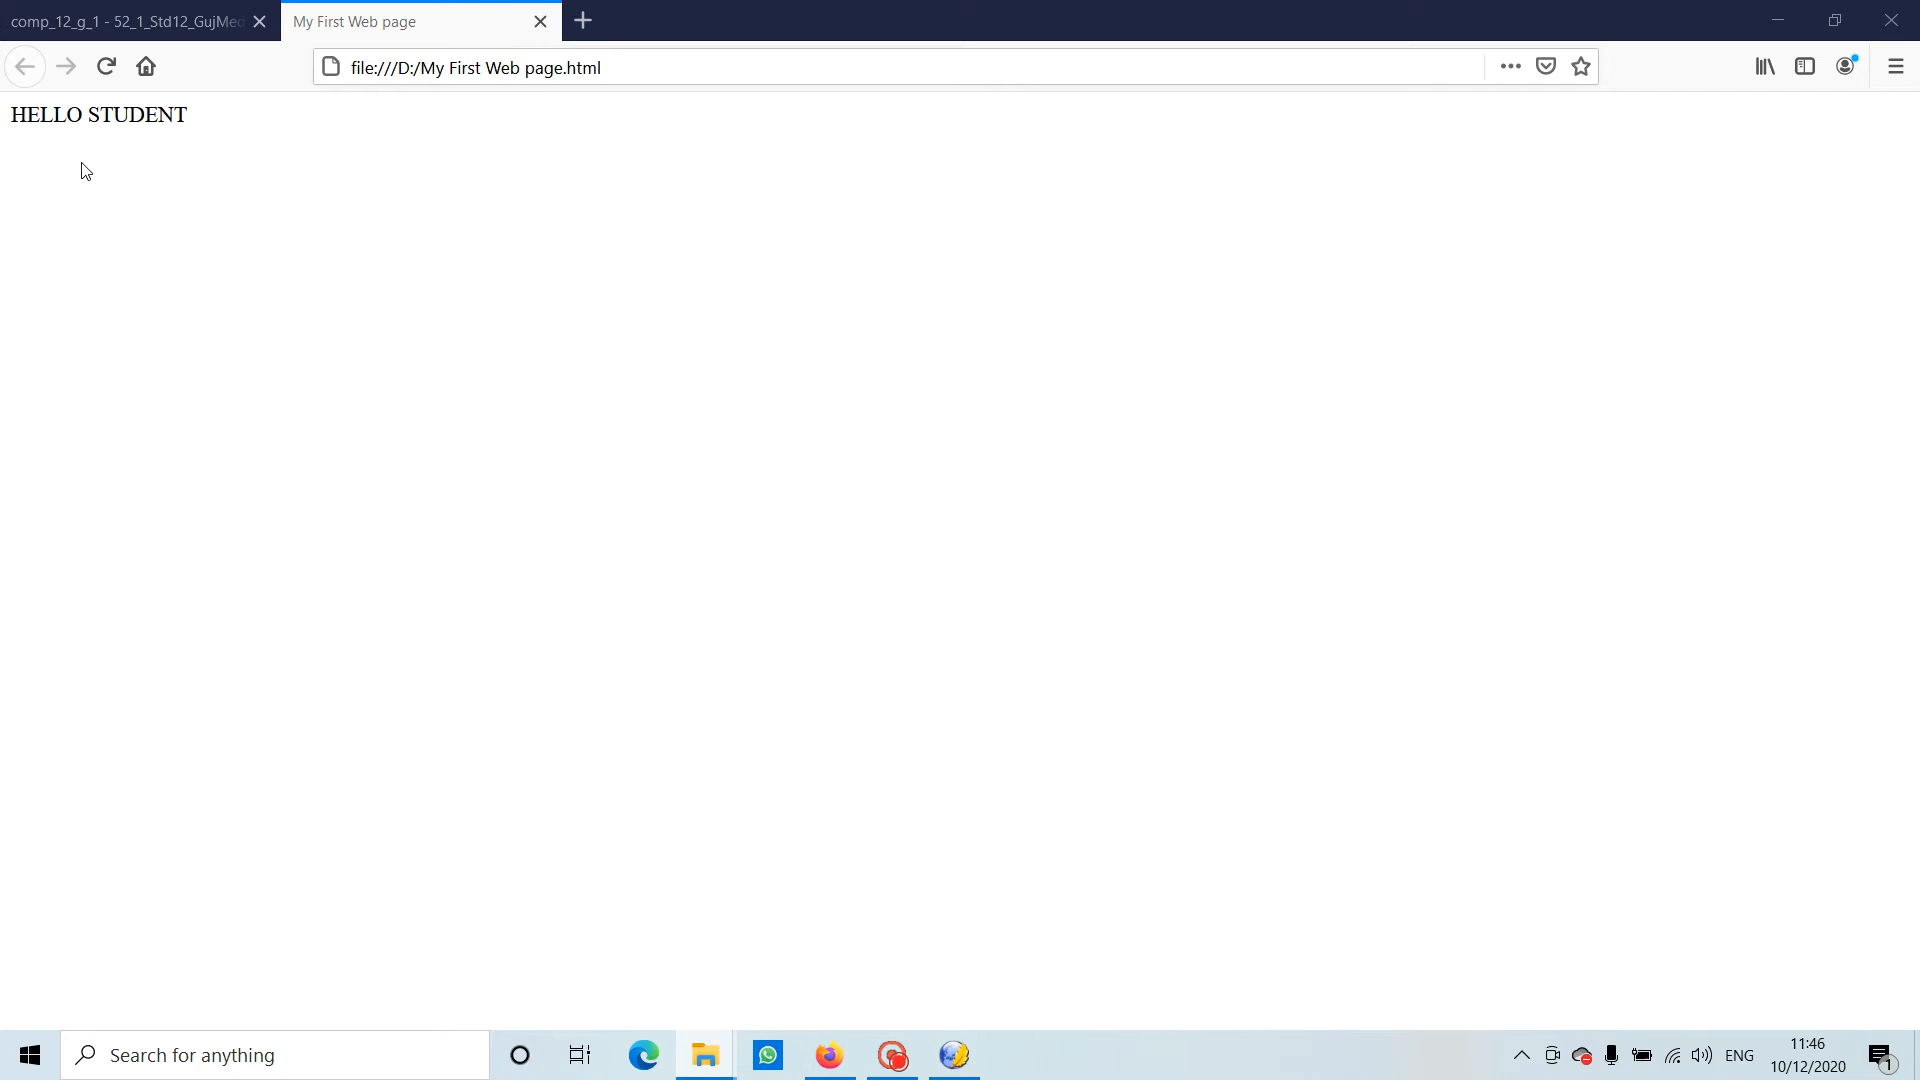 comp_12_g_1 - 52_1_Std12_GujMed
My First Web page
file:///D:/My First Web page.html
HELLO STUDENT
Search for anything
ENG
11:46
10/12/2020
1